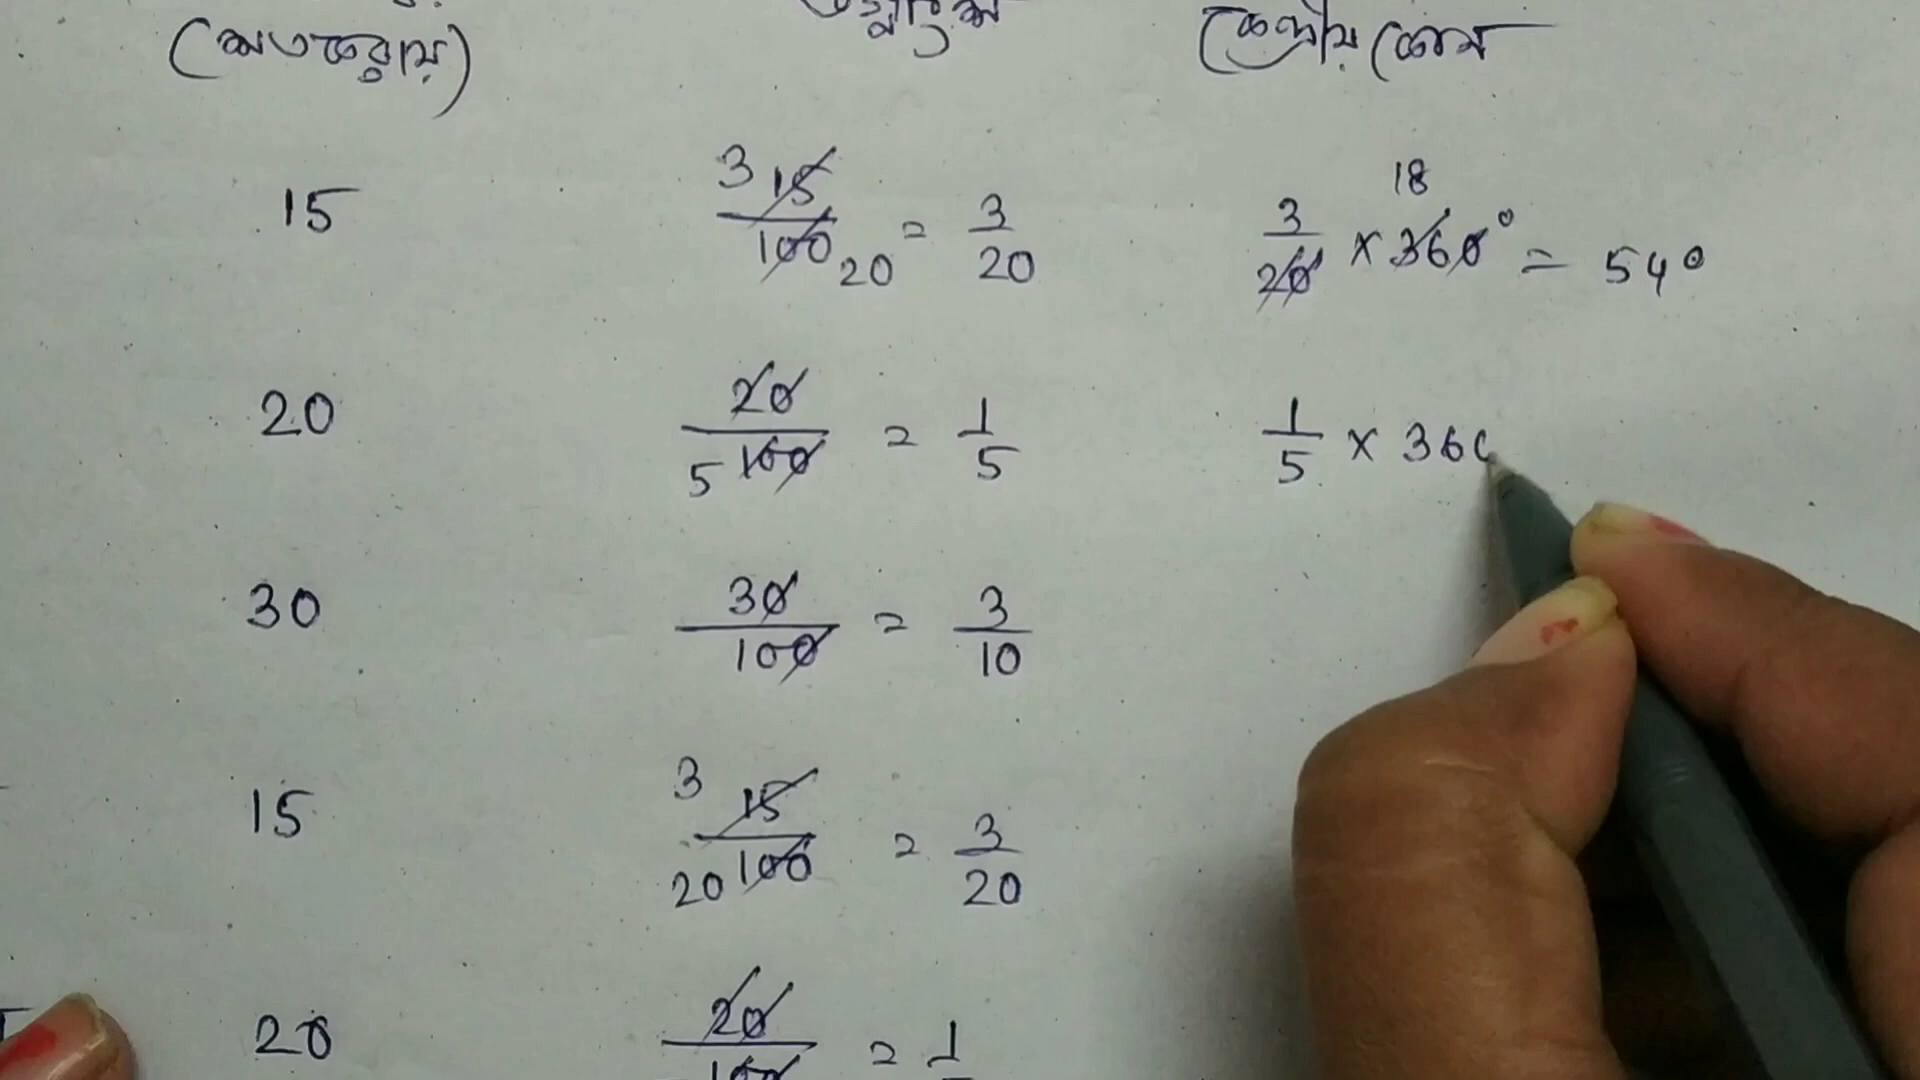 (শতকরায়) ভগ্নাংশ কেন্দ্রীয় কোন
15 3 15/100 20 = 3/20 3/20 × 360° 18 = 54°
20 20/100 5 = 1/5 1/5 × 360
30 30/100 = 3/10
15 3 15/100 20 = 3/20
20 20/100 = 1